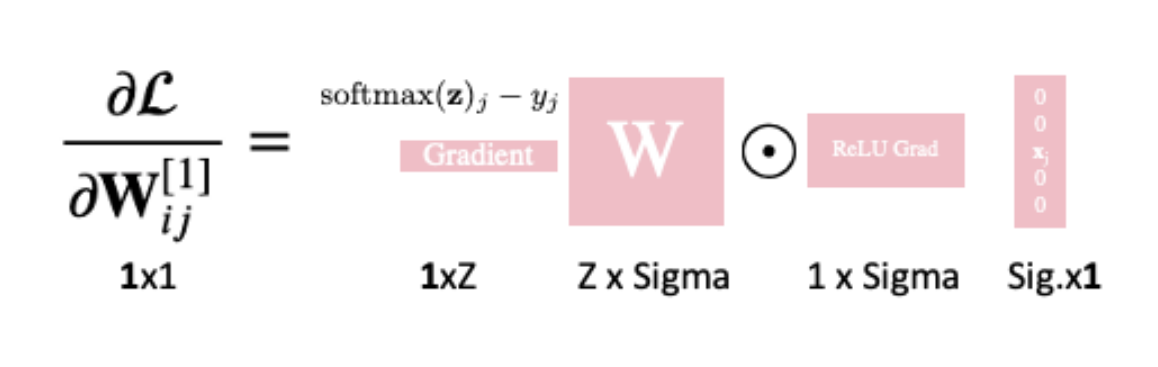 ∂ℒ
∂W[1]ij
=
softmax(z)j − yj
Gradient
W
⊙
ReLU Grad
0
0
xj
0
0
1x1
1xZ
Z x Sigma
1 x Sigma
Sig.x1